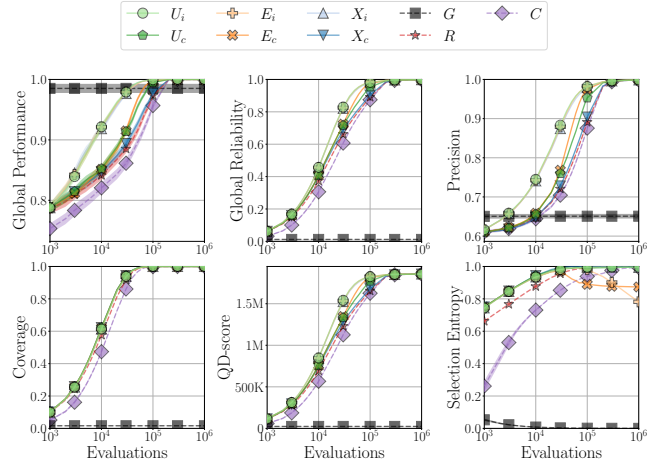 U_i E_i X_i G C
U_c E_c X_c R
Global Performance
1.0
0.9
0.8
10^3 10^4 10^5 10^6
Global Reliability
1.0
0.8
0.6
0.4
0.2
0.0
10^3 10^4 10^5 10^6
Precision
1.0
0.9
0.8
0.7
0.6
10^3 10^4 10^5 10^6
Coverage
1.0
0.8
0.6
0.4
0.2
0.0
10^3 10^4 10^5 10^6
Evaluations
QD-score
1.5M
1M
500K
0.0
10^3 10^4 10^5 10^6
Evaluations
Selection Entropy
1.0
0.8
0.6
0.4
0.2
0.0
10^3 10^4 10^5 10^6
Evaluations